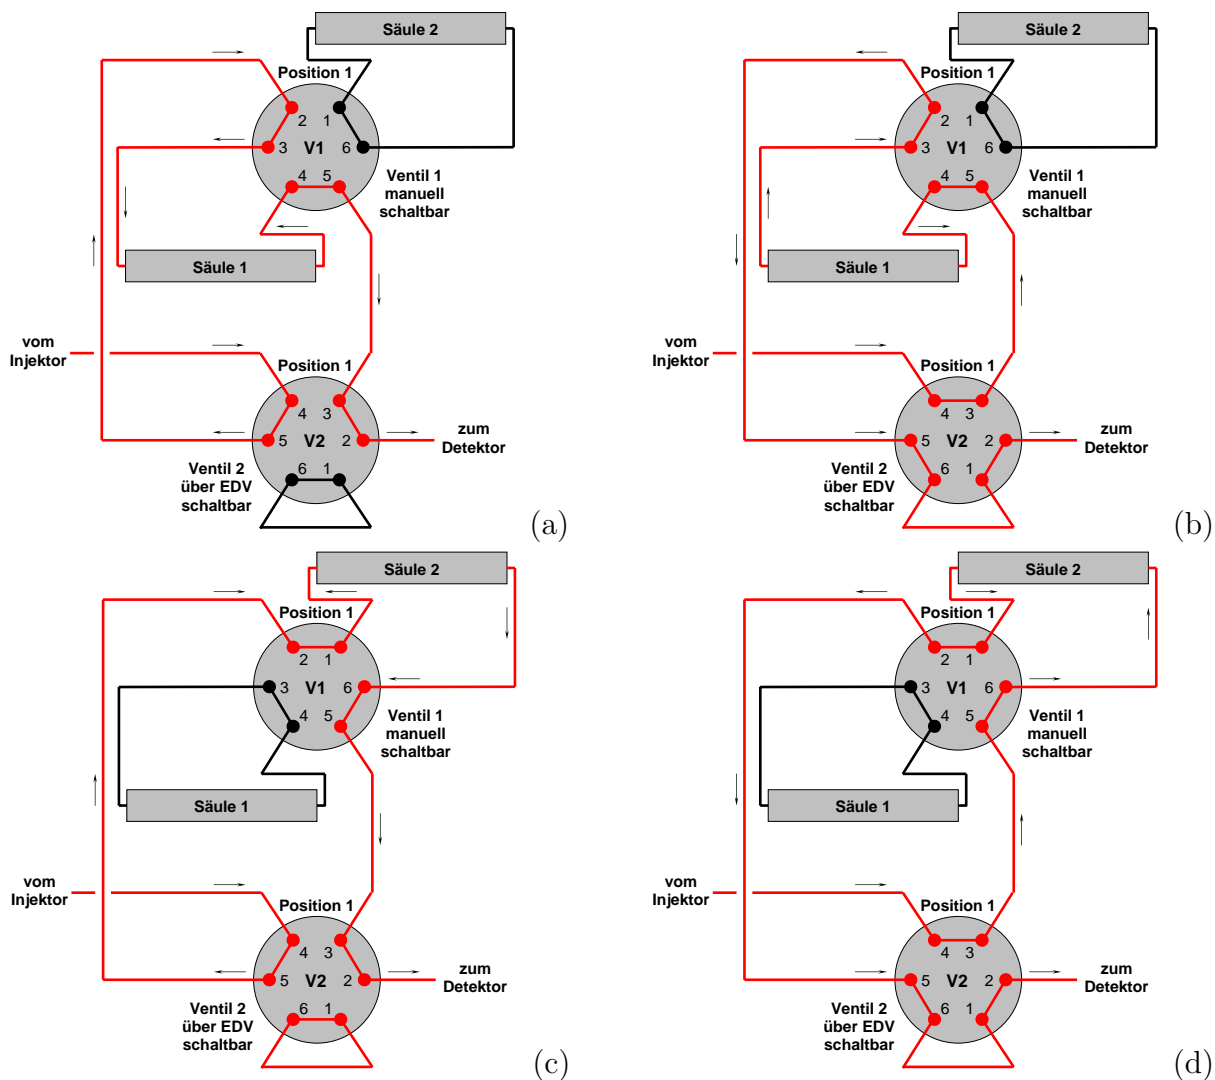 Säule 2
Position 1
2
1
3
V1
6
4
5
Ventil 1
manuell
schaltbar
Säule 1
vom
Injektor
Position 1
4
3
5
V2
2
zum
Detektor
6
1
Ventil 2
über EDV
schaltbar
(a)
Säule 2
Position 1
2
1
3
V1
6
4
5
Ventil 1
manuell
schaltbar
Säule 1
vom
Injektor
Position 1
4
3
5
V2
2
zum
Detektor
6
1
Ventil 2
über EDV
schaltbar
(b)
Säule 2
Position 1
2
1
3
V1
6
4
5
Ventil 1
manuell
schaltbar
Säule 1
vom
Injektor
Position 1
4
3
5
V2
2
zum
Detektor
6
1
Ventil 2
über EDV
schaltbar
(c)
Säule 2
Position 1
2
1
3
V1
6
4
5
Ventil 1
manuell
schaltbar
Säule 1
vom
Injektor
Position 1
4
3
5
V2
2
zum
Detektor
6
1
Ventil 2
über EDV
schaltbar
(d)